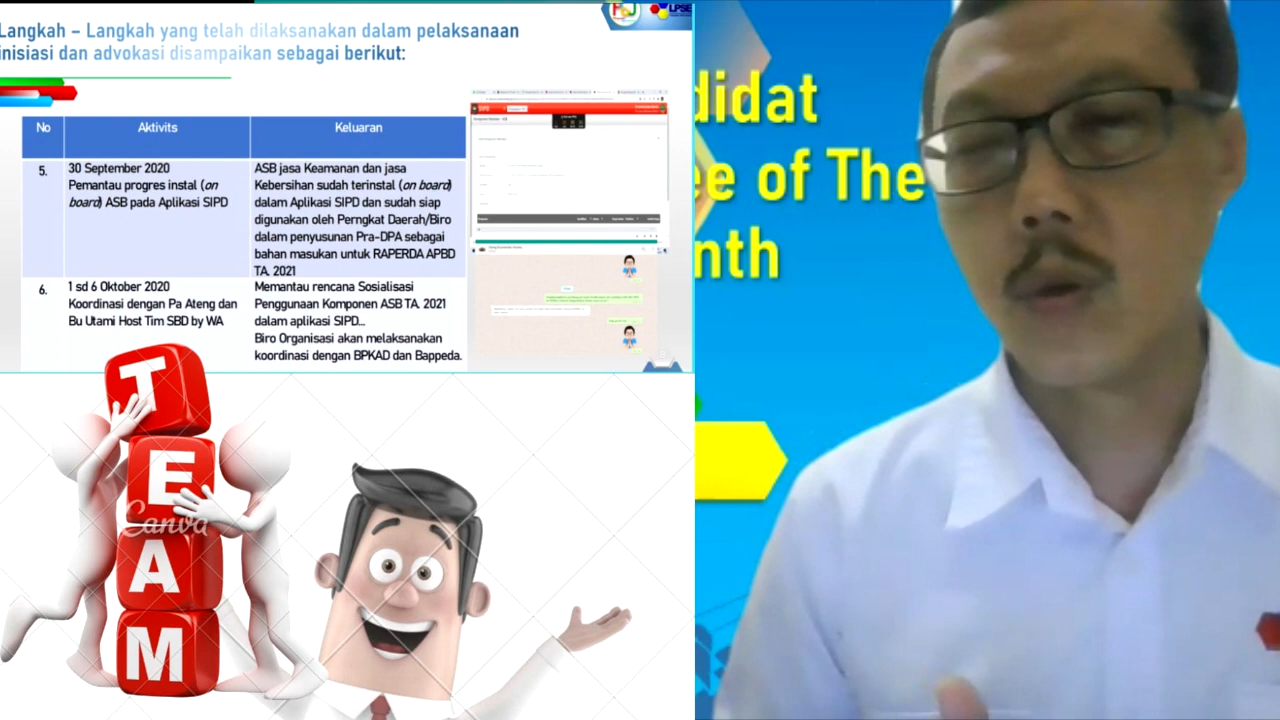 Langkah – Langkah yang telah dilaksanakan dalam pelaksanaan
inisiasi dan advokasi disampaikan sebagai berikut:
LPSE
No
Aktivits
Keluaran
5.
30 September 2020
Pemantau progres instal (on
board) ASB pada Aplikasi SIPD
ASB jasa Keamanan dan jasa
Kebersihan sudah terinstal (on board)
dalam Aplikasi SIPD dan sudah siap
digunakan oleh Perngkat Daerah/Biro
dalam penyusunan Pra-DPA sebagai
bahan masukan untuk RAPERDA APBD
TA. 2021
6.
1 sd 6 Oktober 2020
Koordinasi dengan Pa Ateng dan
Bu Utami Host Tim SBD by WA
Memantau rencana Sosialisasi
Penggunaan Komponen ASB TA. 2021
dalam aplikasi SIPD...
Biro Organisasi akan melaksanakan
koordinasi dengan BPKAD dan Bappeda.
SIPD
T
E
A
M
Canva
didat
ee of The
nth